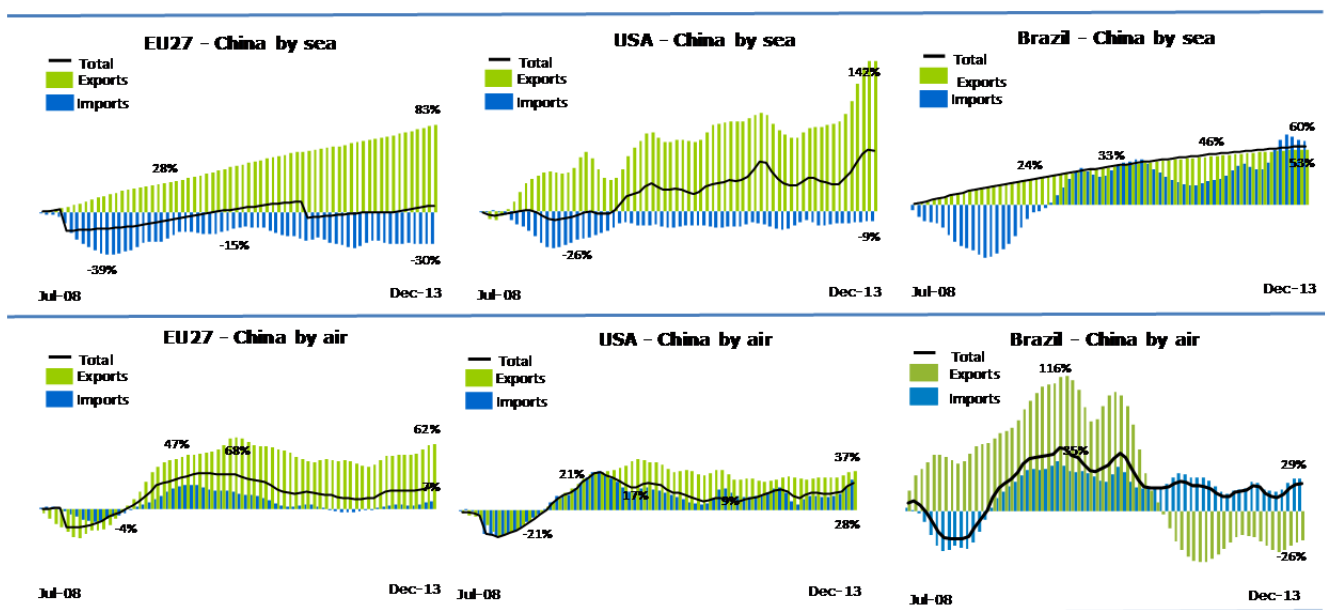 EU27 - China by sea
Total
Exports
Imports
83%
28%
-15%
-39%
-30%
Jul-08
Dec-13
USA - China by sea
Total
Exports
Imports
142%
-26%
-9%
Jul-08
Dec-13
Brazil - China by sea
Total
Exports
Imports
60%
46%
53%
33%
24%
Dec-13
Jul-08
EU27 - China by air
Total
Exports
Imports
62%
47%
68%
7%
-4%
Jul-08
Dec-13
USA - China by air
Total
Exports
Imports
37%
21%
17%
9%
28%
-21%
Jul-08
Dec-13
Brazil - China by air
Total
Exports
Imports
116%
35%
29%
-26%
Jul-08
Dec-13